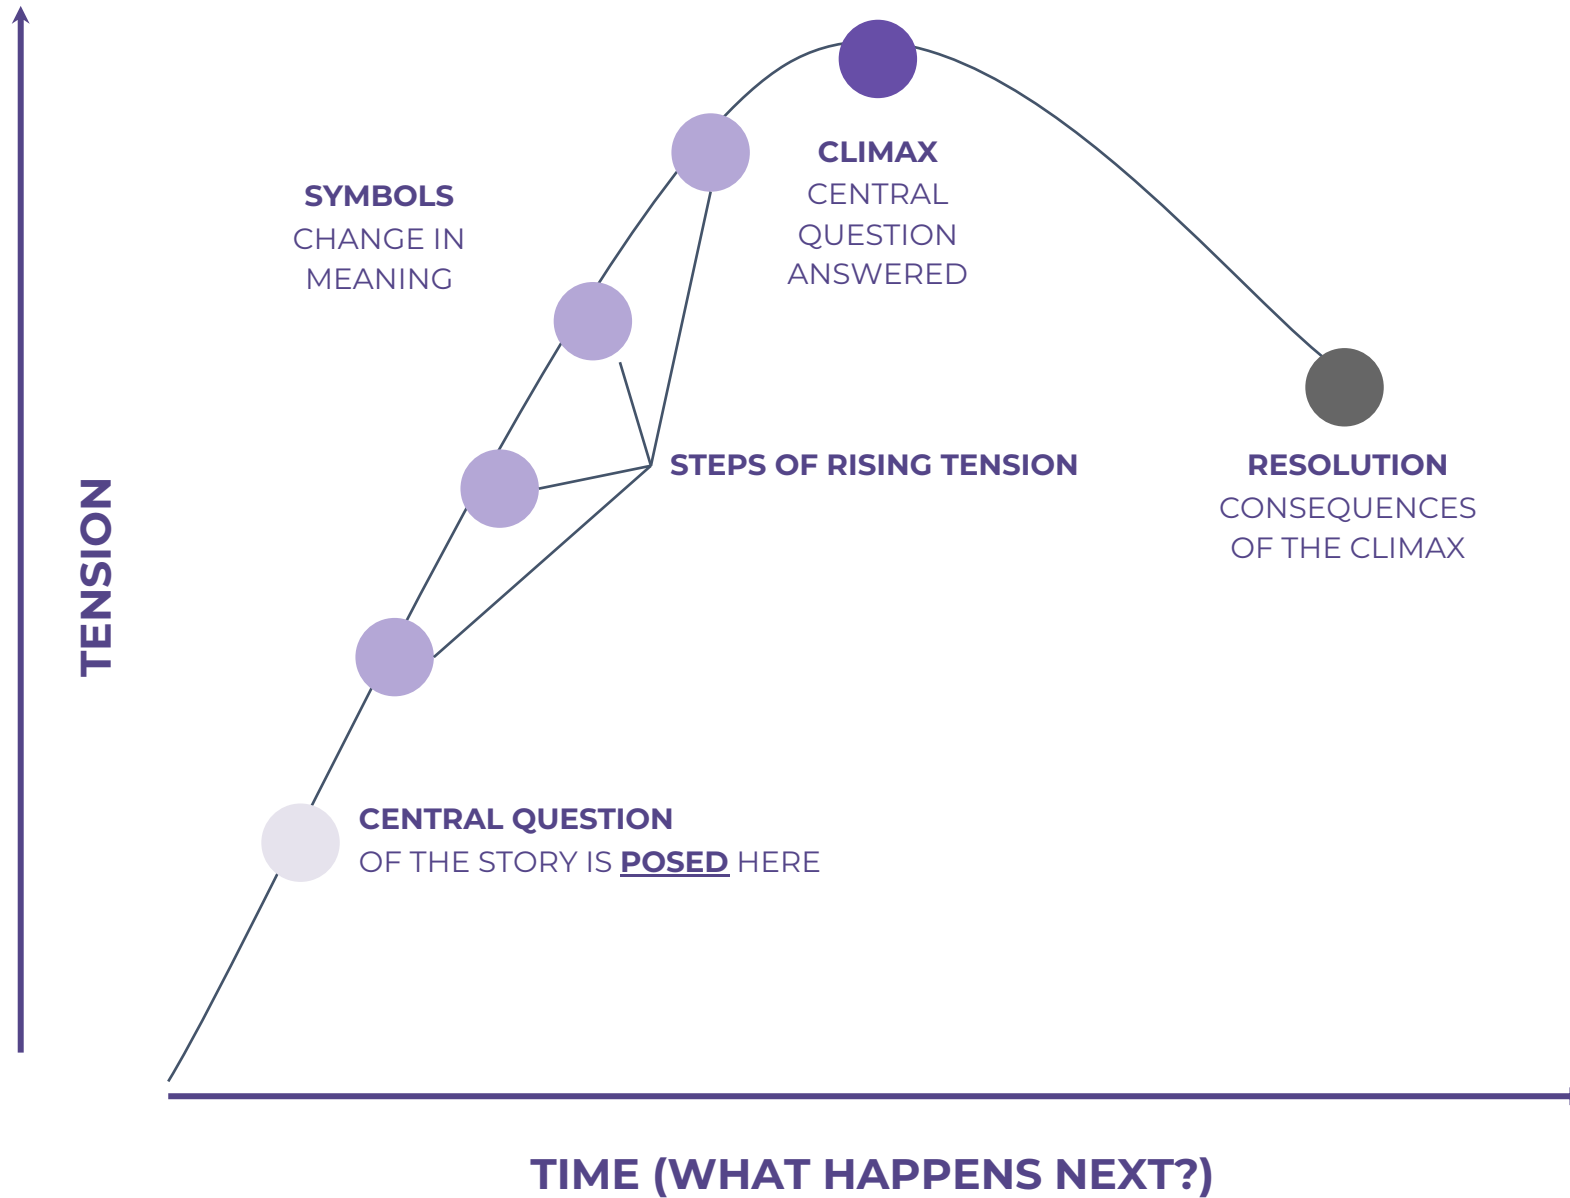 SYMBOLS
CHANGE IN
MEANING
CLIMAX
CENTRAL
QUESTION
ANSWERED
STEPS OF RISING TENSION
RESOLUTION
CONSEQUENCES
OF THE CLIMAX
TENSION
CENTRAL QUESTION
OF THE STORY IS POSED HERE
TIME (WHAT HAPPENS NEXT?)